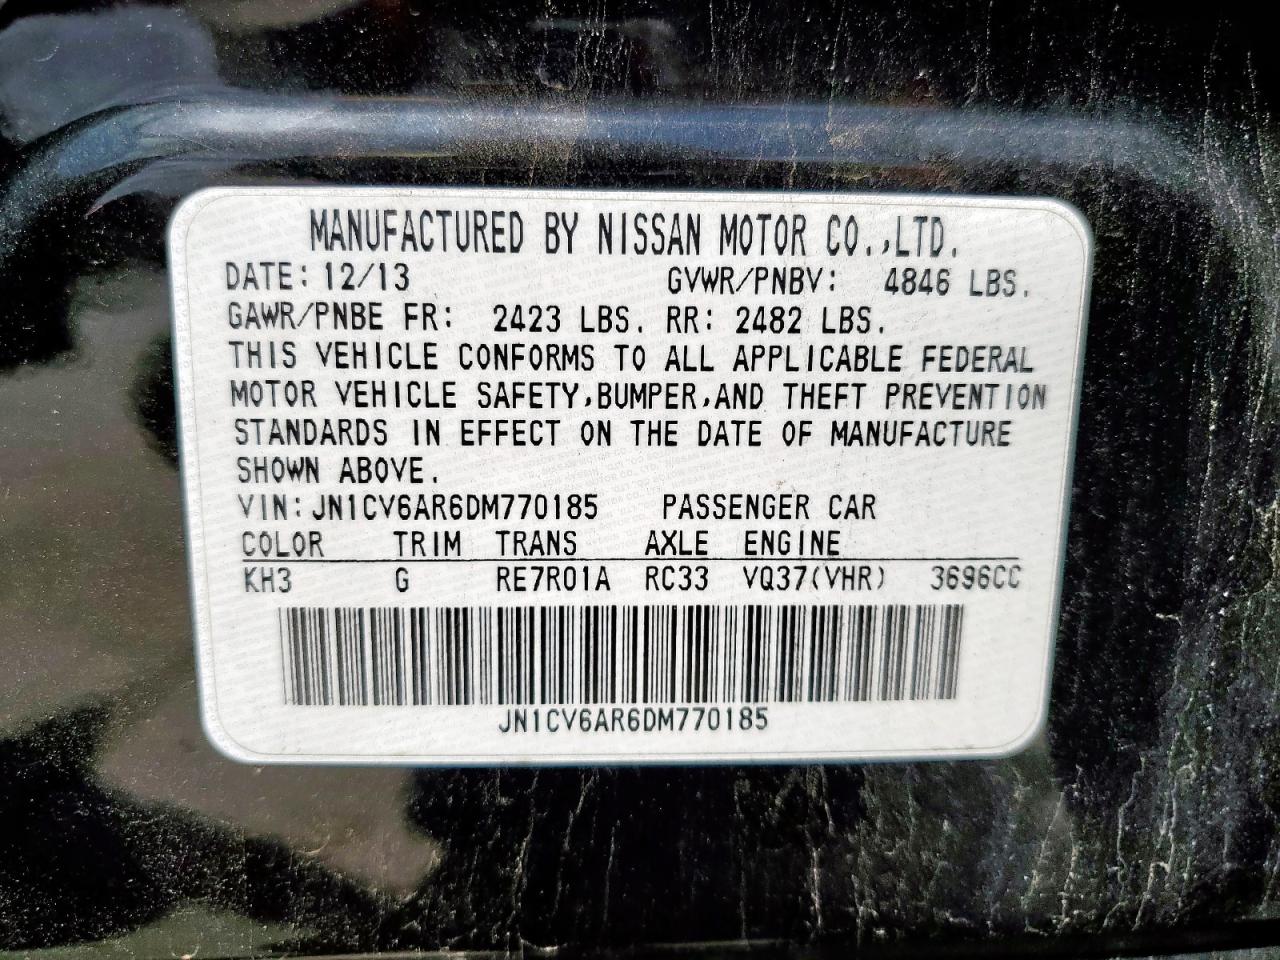 MANUFACTURED BY NISSAN MOTOR CO.,LTD.
DATE: 12/13 GVWR/PNBV: 4846 LBS.
GAWR/PNBE FR: 2423 LBS. RR: 2482 LBS.
THIS VEHICLE CONFORMS TO ALL APPLICABLE FEDERAL
MOTOR VEHICLE SAFETY,BUMPER,AND THEFT PREVENTION
STANDARDS IN EFFECT ON THE DATE OF MANUFACTURE
SHOWN ABOVE.
VIN: JN1CV6AR6DM770185 PASSENGER CAR
COLOR TRIM TRANS AXLE ENGINE
KH3 G RE7R01A RC33 VQ37(VHR) 3696CC
JN1CV6AR6DM770185